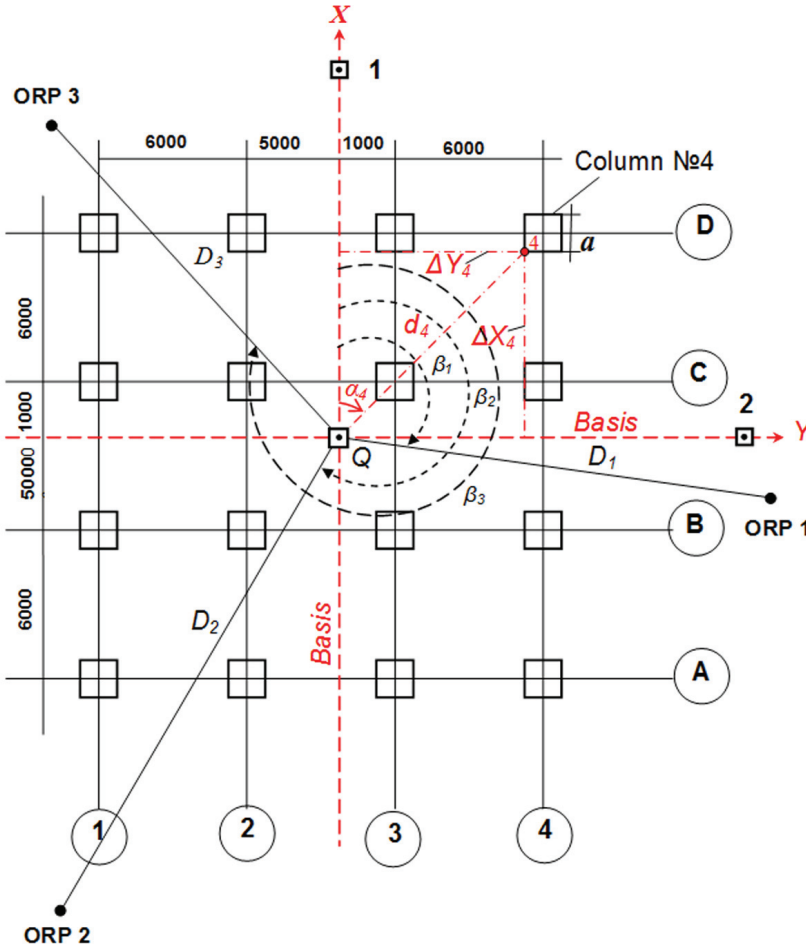 X
1
ORP 3
6000
5000
1000
6000
Column №4
D
a
4
D₃
ΔY₄
6000
d₄
ΔX₄
β₁
C
α₄
β₂
1000
Basis
2
Y
Q
D₁
50000
β₃
B
ORP 1
6000
D₂
Basis
A
1
2
3
4
ORP 2